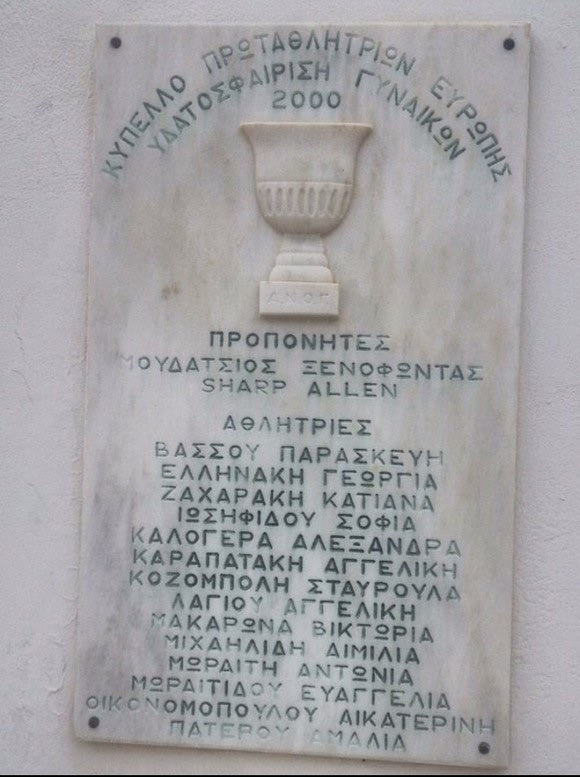 ΚΥΠΕΛΛΟ ΠΡΩΤΑΘΛΗΤΡΙΩΝ ΕΥΡΩΠΗΣ
ΥΔΑΤΟΣΦΑΙΡΙΣΗ ΓΥΝΑΙΚΩΝ
2000
Α.Ν.Ο.Γ.
ΠΡΟΠΟΝΗΤΕΣ
ΜΟΥΔΑΤΣΙΟΣ ΞΕΝΟΦΩΝΤΑΣ
SHARP ALLEN
ΑΘΛΗΤΡΙΕΣ
ΒΑΣΣΟΥ ΠΑΡΑΣΚΕΥΗ
ΕΛΛΗΝΑΚΗ ΓΕΩΡΓΙΑ
ΖΑΧΑΡΑΚΗ ΚΑΤΙΑΝΑ
ΙΩΣΗΦΙΔΟΥ ΣΟΦΙΑ
ΚΑΛΟΓΕΡΑ ΑΛΕΞΑΝΔΡΑ
ΚΑΡΑΠΑΤΑΚΗ ΑΓΓΕΛΙΚΗ
ΚΟΖΟΜΠΟΛΗ ΣΤΑΥΡΟΥΛΑ
ΛΑΓΙΟΥ ΑΓΓΕΛΙΚΗ
ΜΑΚΑΡΩΝΑ ΒΙΚΤΩΡΙΑ
ΜΙΧΑΗΛΙΔΗ ΑΙΜΙΛΙΑ
ΜΩΡΑΙΤΗ ΑΝΤΩΝΙΑ
ΜΩΡΑΙΤΙΔΟΥ ΕΥΑΓΓΕΛΙΑ
ΟΙΚΟΝΟΜΟΠΟΥΛΟΥ ΑΙΚΑΤΕΡΙΝΗ
ΠΑΤΕΡΟΥ ΑΜΑΛΙΑ